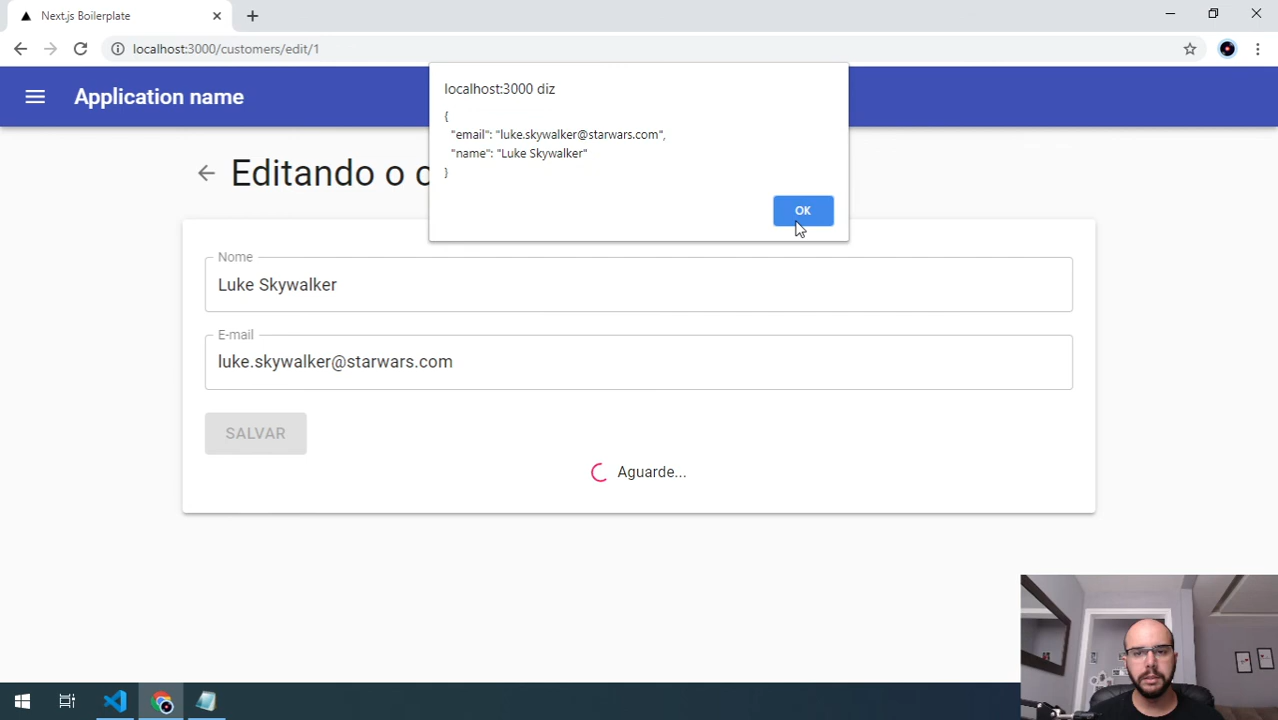 Next.js Boilerplate
localhost:3000/customers/edit/1
Application name
localhost:3000 diz
{
"email": "luke.skywalker@starwars.com",
"name": "Luke Skywalker"
}
OK
Editando o c
Nome
Luke Skywalker
E-mail
luke.skywalker@starwars.com
SALVAR
Aguarde...